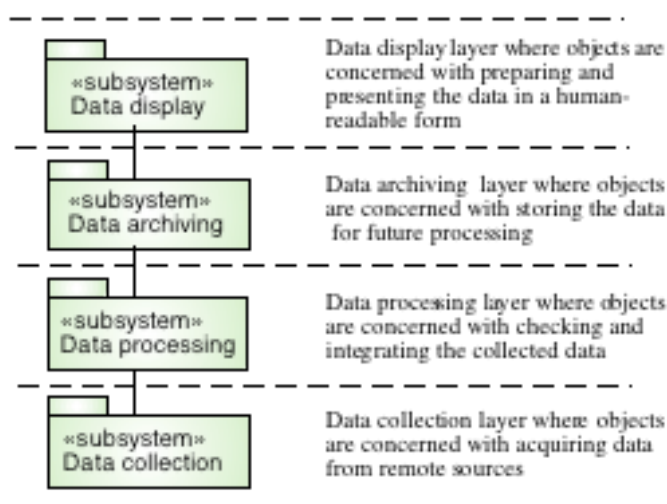 «subsystem»
Data display
Data display layer where objects are
concerned with preparing and
presenting the data in a human-
readable form
«subsystem»
Data archiving
Data archiving layer where objects
are concerned with storing the data
for future processing
«subsystem»
Data processing
Data processing layer where objects
are concerned with checking and
integrating the collected data
«subsystem»
Data collection
Data collection layer where objects
are concerned with acquiring data
from remote sources